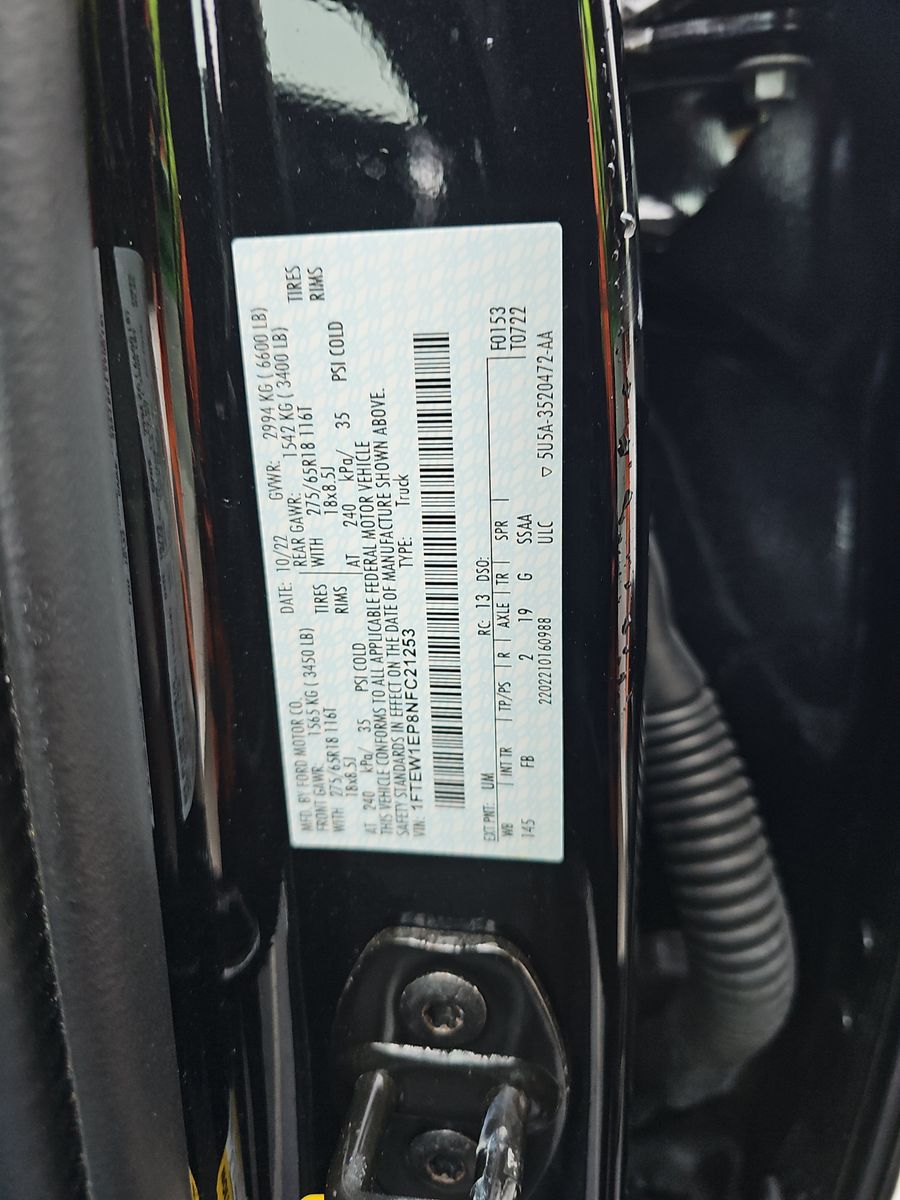 MFD. BY FORD MOTOR CO.
DATE: 10/22 GVWR: 2994 KG ( 6600 LB)
FRONT GAWR: 1565 KG ( 3450 LB) REAR GAWR: 1542 KG ( 3400 LB)
WITH 275/65R18 116T TIRES WITH 275/65R18 116T TIRES
18x8.5J RIMS 18x8.5J RIMS
AT 240 kPa/ 35 PSI COLD AT 240 kPa/ 35 PSI COLD
THIS VEHICLE CONFORMS TO ALL APPLICABLE FEDERAL MOTOR VEHICLE
SAFETY STANDARDS IN EFFECT ON THE DATE OF MANUFACTURE SHOWN ABOVE.
VIN: 1FTEW1EP8NFC21253 TYPE: Truck
EXT PNT: UM RC: 13 DSO: F0153
WB INT TR TP/PS R AXLE TR SPR T0722
145 FB 2 19 G SSAA
2202210160988 ULC ▽ 5U5A-3520472-AA